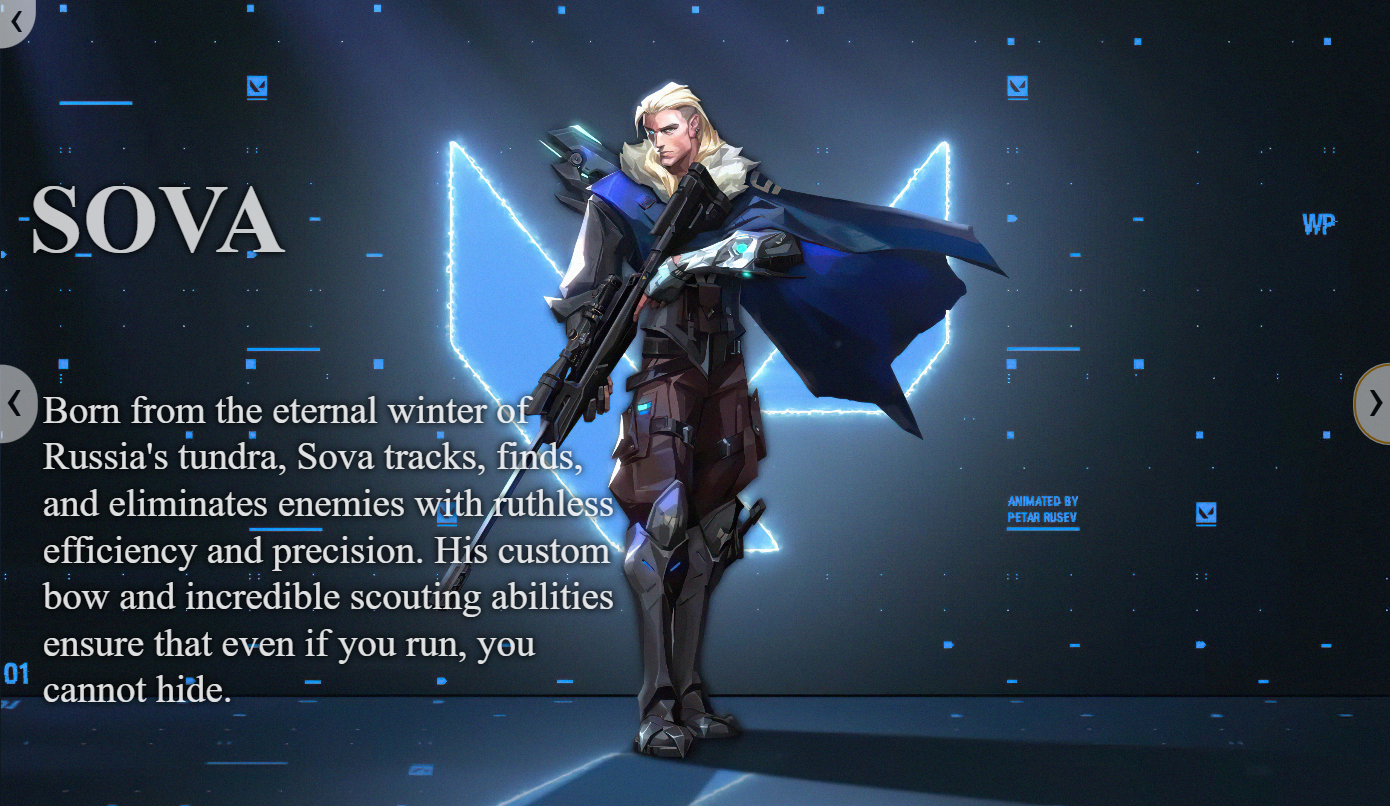 SOVA
WP
Born from the eternal winter of
Russia's tundra, Sova tracks, finds,
and eliminates enemies with ruthless
efficiency and precision. His custom
bow and incredible scouting abilities
ensure that even if you run, you
cannot hide.
ANIMATED BY
PETAR RUSEV
01